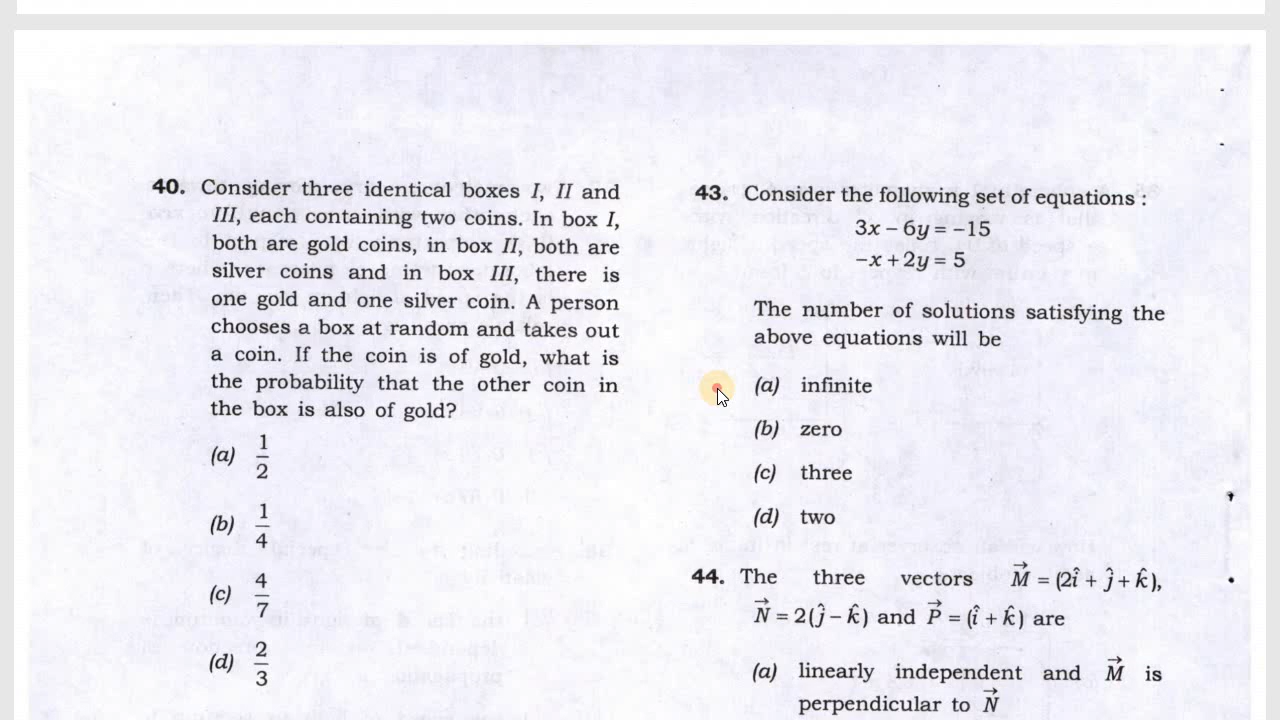 40. Consider three identical boxes I, II and
III, each containing two coins. In box I,
both are gold coins, in box II, both are
silver coins and in box III, there is
one gold and one silver coin. A person
chooses a box at random and takes out
a coin. If the coin is of gold, what is
the probability that the other coin in
the box is also of gold?
(a) 1/2
(b) 1/4
(c) 4/7
(d) 2/3
43. Consider the following set of equations :
3x − 6y = −15
−x + 2y = 5
The number of solutions satisfying the
above equations will be
(a) infinite
(b) zero
(c) three
(d) two
44. The three vectors M⃗ = (2î + ĵ + k̂),
N⃗ = 2(ĵ − k̂) and P⃗ = (î + k̂) are
(a) linearly independent and M⃗ is
perpendicular to N⃗